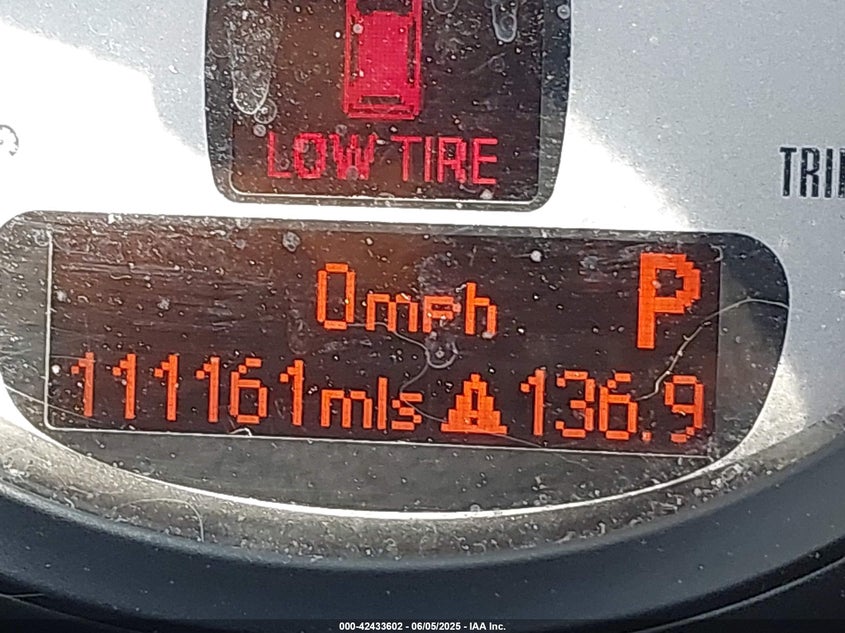 LOW TIRE
TRI
0mph P
111161mls 136.9
000-42433602 - 06/05/2025 - IAA Inc.